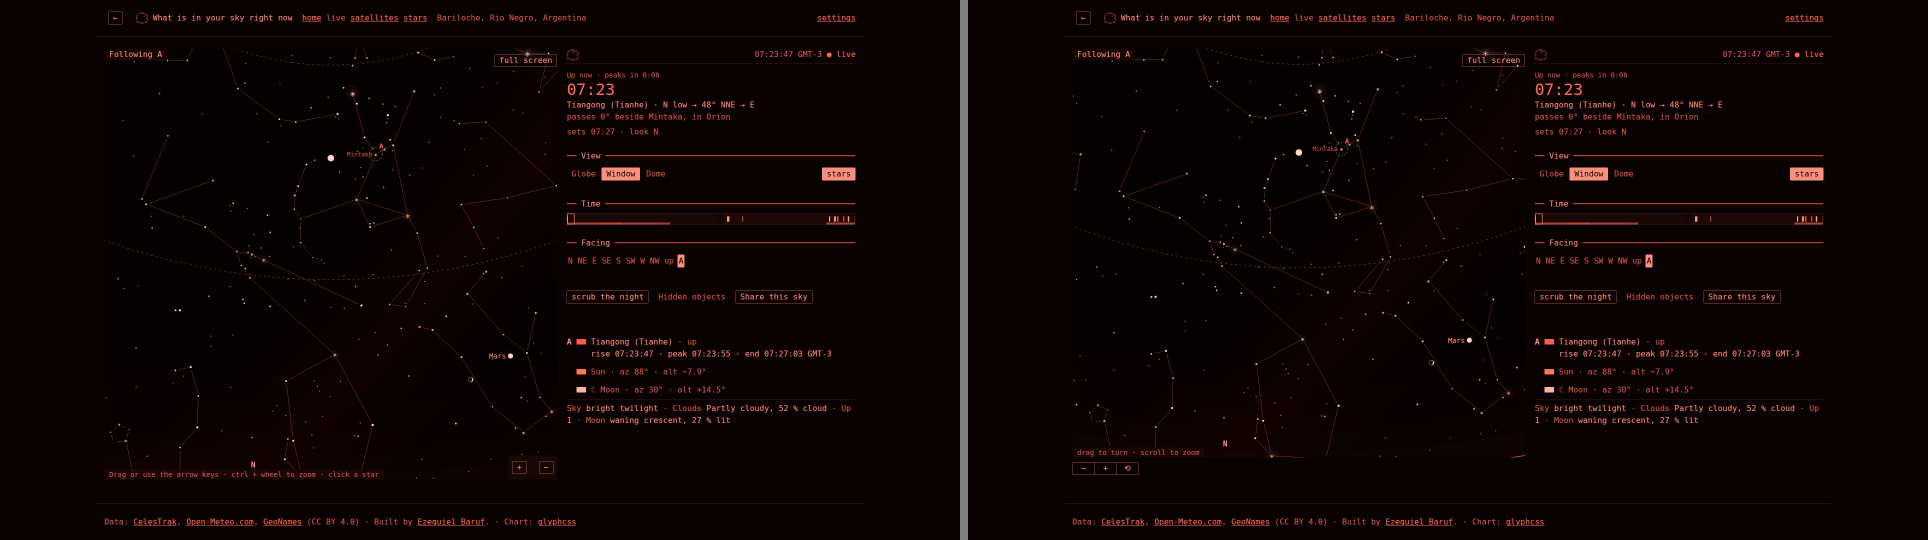 ← What is in your sky right now home live satellites stars Bariloche, Rio Negro, Argentina settings
Following A
full screen
07:23:47 GMT-3 ● live
Up now · peaks in 0:08
07:23
Tiangong (Tianhe) · N low → 48° NNE → E
passes 0° beside Mintaka, in Orion
sets 07:27 · look N
View
Globe Window Dome stars
Time
Facing
N NE E SE S SW W NW up A
scrub the night Hidden objects Share this sky
A Tiangong (Tianhe) · up
rise 07:23:47 · peak 07:23:55 · end 07:27:03 GMT-3
Sun · az 88° · alt −7.9°
☾ Moon · az 30° · alt +14.5°
Sky bright twilight · Clouds Partly cloudy, 52 % cloud · Up
1 · Moon waning crescent, 27 % lit
A
Mintaka
Mars
N
Drag or use the arrow keys · ctrl + wheel to zoom · click a star
+ −
Data: CelesTrak, Open-Meteo.com, GeoNames (CC BY 4.0) · Built by Ezequiel Baruf. · Chart: glyphcss
← What is in your sky right now home live satellites stars Bariloche, Rio Negro, Argentina settings
Following A
full screen
07:23:47 GMT-3 ● live
Up now · peaks in 0:08
07:23
Tiangong (Tianhe) · N low → 48° NNE → E
passes 0° beside Mintaka, in Orion
sets 07:27 · look N
View
Globe Window Dome stars
Time
Facing
N NE E SE S SW W NW up A
scrub the night Hidden objects Share this sky
A Tiangong (Tianhe) · up
rise 07:23:47 · peak 07:23:55 · end 07:27:03 GMT-3
Sun · az 88° · alt −7.9°
☾ Moon · az 30° · alt +14.5°
Sky bright twilight · Clouds Partly cloudy, 52 % cloud · Up
1 · Moon waning crescent, 27 % lit
A
Mintaka
Mars
N
drag to turn · scroll to zoom
− + ⟲
Data: CelesTrak, Open-Meteo.com, GeoNames (CC BY 4.0) · Built by Ezequiel Baruf. · Chart: glyphcss